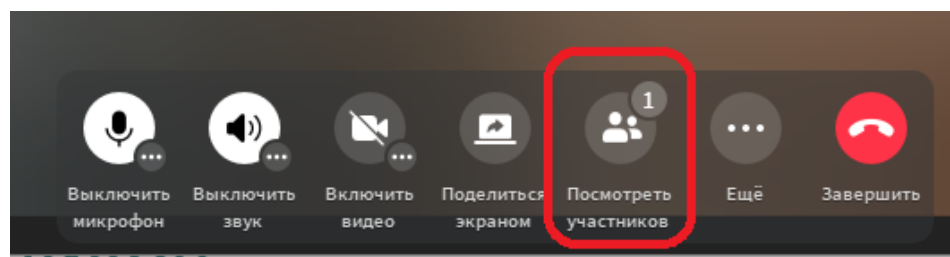 1
Выключить микрофон
Выключить звук
Включить видео
Поделиться экраном
Посмотреть участников
Ещё
Завершить